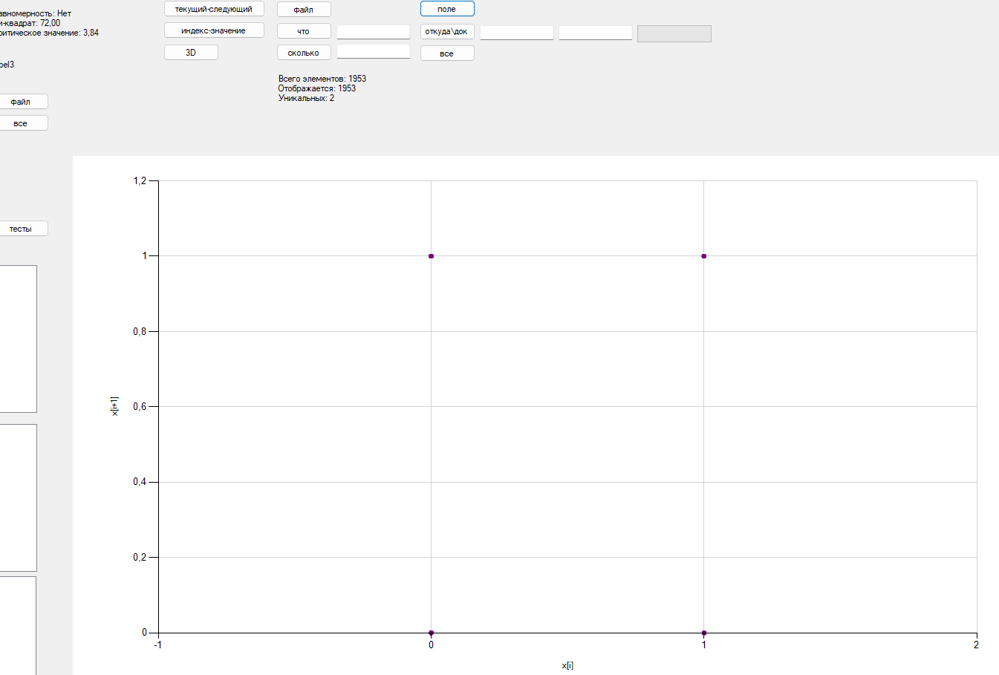 авномерность: Нет
и-квадрат: 72,00
ритическое значение: 3,84
bel3
файл
все
тесты
текущий-следующий
индекс-значение
3D
файл
что
сколько
поле
откуда\док
все
Всего элементов: 1953
Отображается: 1953
Уникальных: 2
1,2
1
0,8
0,6
0,4
0,2
0
x[i+1]
-1 0 1 2
x[i]